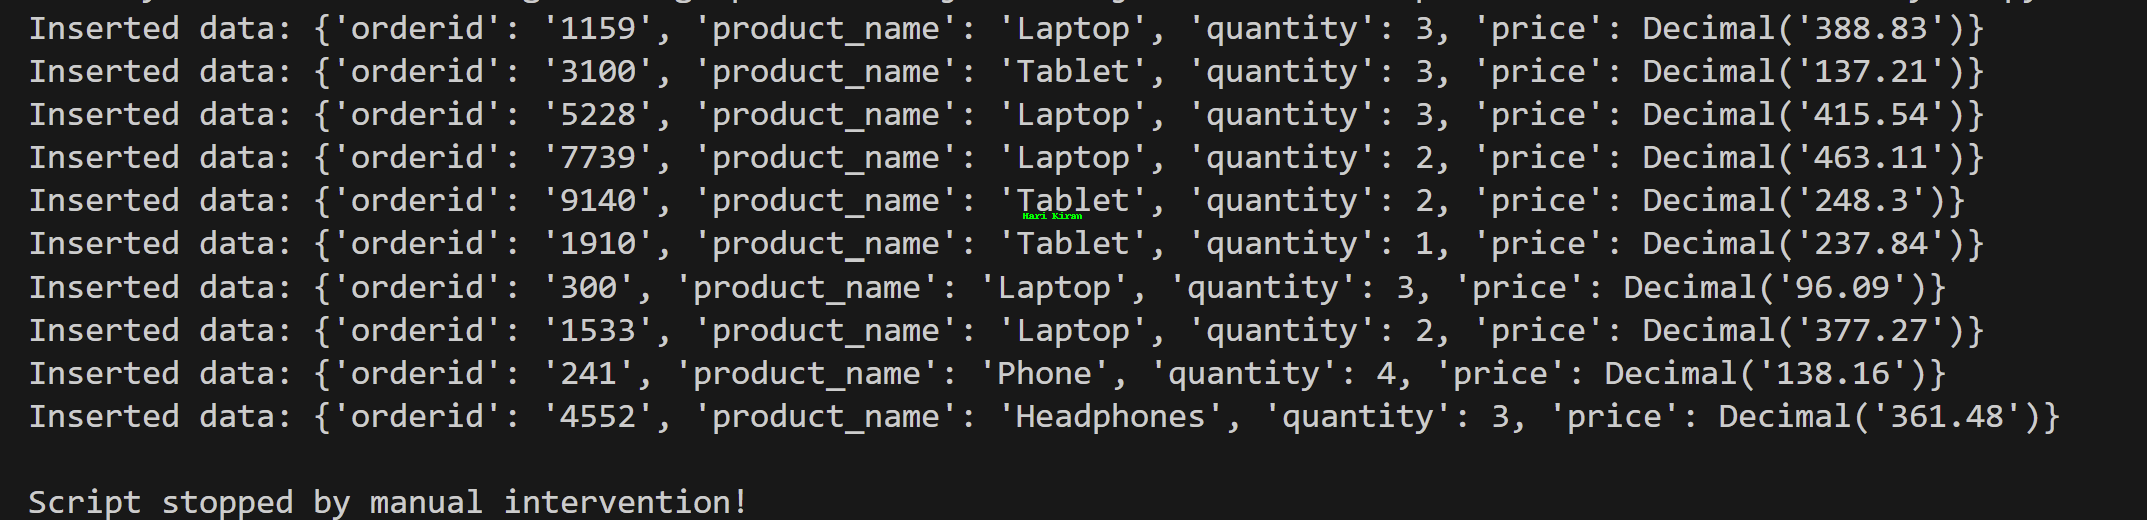 Inserted data: {'orderid': '1159', 'product_name': 'Laptop', 'quantity': 3, 'price': Decimal('388.83')}
Inserted data: {'orderid': '3100', 'product_name': 'Tablet', 'quantity': 3, 'price': Decimal('137.21')}
Inserted data: {'orderid': '5228', 'product_name': 'Laptop', 'quantity': 3, 'price': Decimal('415.54')}
Inserted data: {'orderid': '7739', 'product_name': 'Laptop', 'quantity': 2, 'price': Decimal('463.11')}
Inserted data: {'orderid': '9140', 'product_name': 'Tablet', 'quantity': 2, 'price': Decimal('248.3')}
Hari Kiran
Inserted data: {'orderid': '1910', 'product_name': 'Tablet', 'quantity': 1, 'price': Decimal('237.84')}
Inserted data: {'orderid': '300', 'product_name': 'Laptop', 'quantity': 3, 'price': Decimal('96.09')}
Inserted data: {'orderid': '1533', 'product_name': 'Laptop', 'quantity': 2, 'price': Decimal('377.27')}
Inserted data: {'orderid': '241', 'product_name': 'Phone', 'quantity': 4, 'price': Decimal('138.16')}
Inserted data: {'orderid': '4552', 'product_name': 'Headphones', 'quantity': 3, 'price': Decimal('361.48')}
Script stopped by manual intervention!